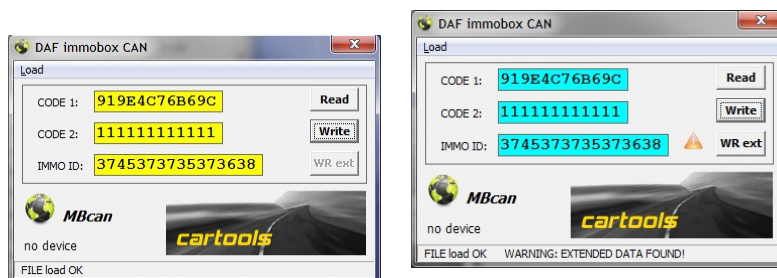 DAF immobox CAN
Load
CODE 1: 919E4C76B69C Read
CODE 2: 111111111111 Write
IMMO ID: 3745373735373638 WR ext
MBcan
no device
cartools
FILE load OK
DAF immobox CAN
Load
CODE 1: 919E4C76B69C Read
CODE 2: 111111111111 Write
IMMO ID: 3745373735373638 WR ext
MBcan
no device
cartools
FILE load OK WARNING: EXTENDED DATA FOUND!